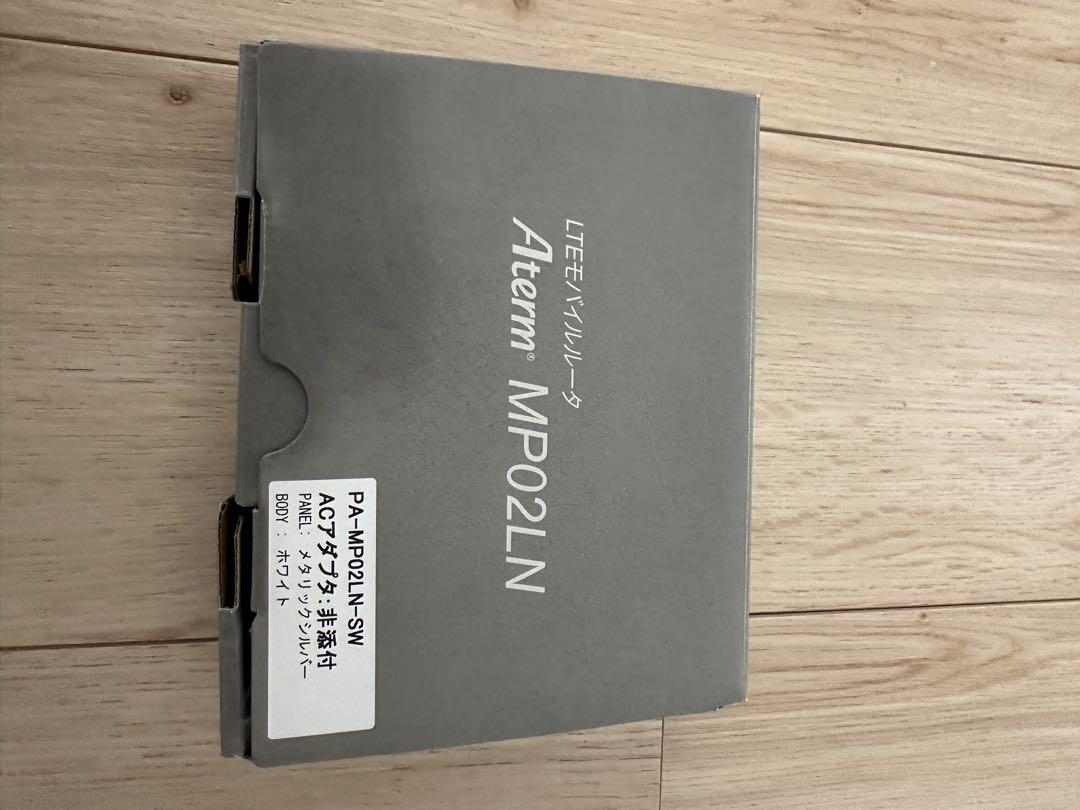 LTEモバイルルータ
Aterm® MP02LN
PA-MP02LN-SW
ACアダプタ:非添付
PANEL: メタリックシルバー
BODY : ホワイト